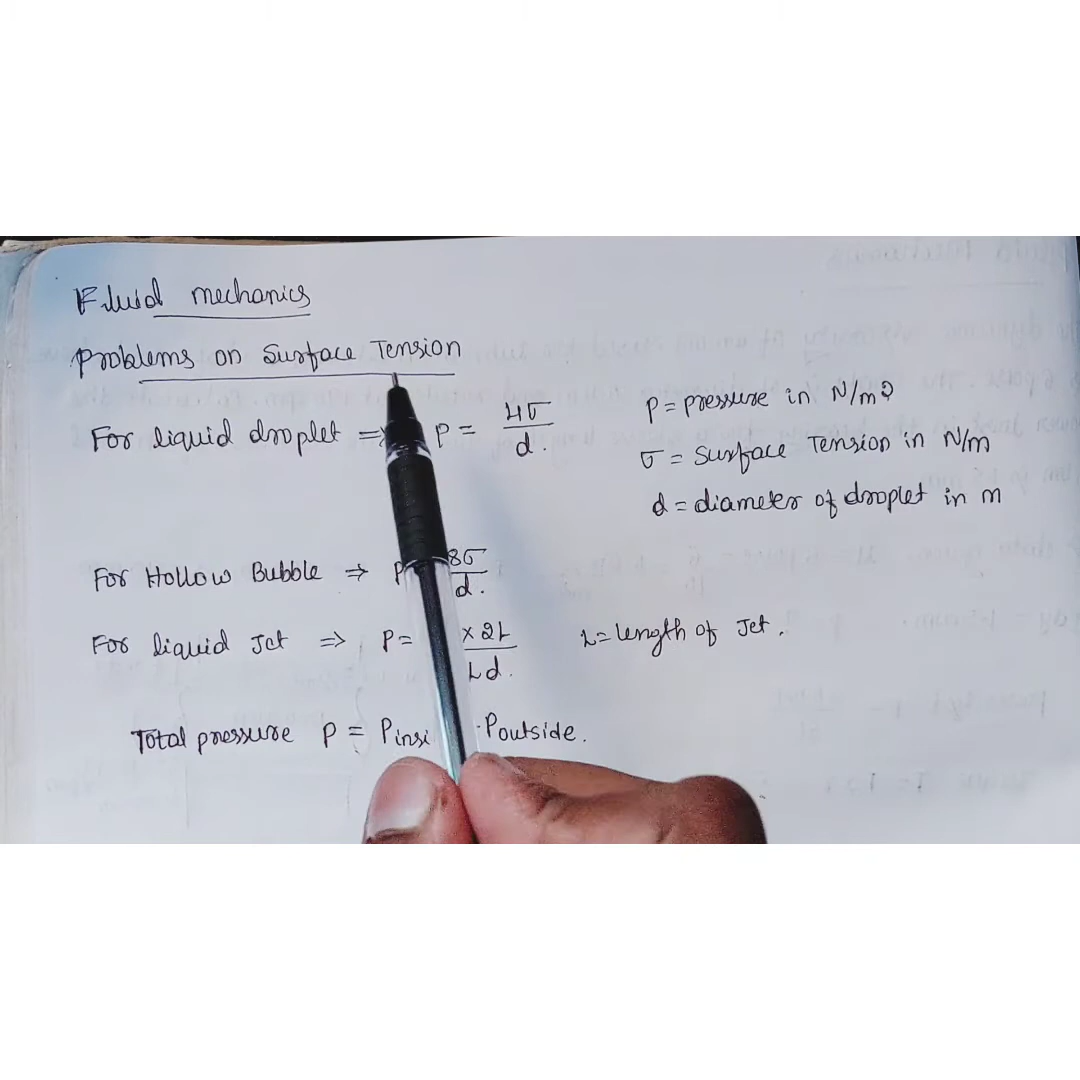 Fluid mechanics
Problems on Surface Tension
For liquid droplet ⇒ P = 4σ/d.
P = pressure in N/m2
σ = Surface Tension in N/m
d = diameter of droplet in m
For Hollow Bubble ⇒ P 8σ/d.
For liquid Jet ⇒ P = × 2L/Ld.
L = length of Jet.
Total pressure P = Pinsi Poutside.